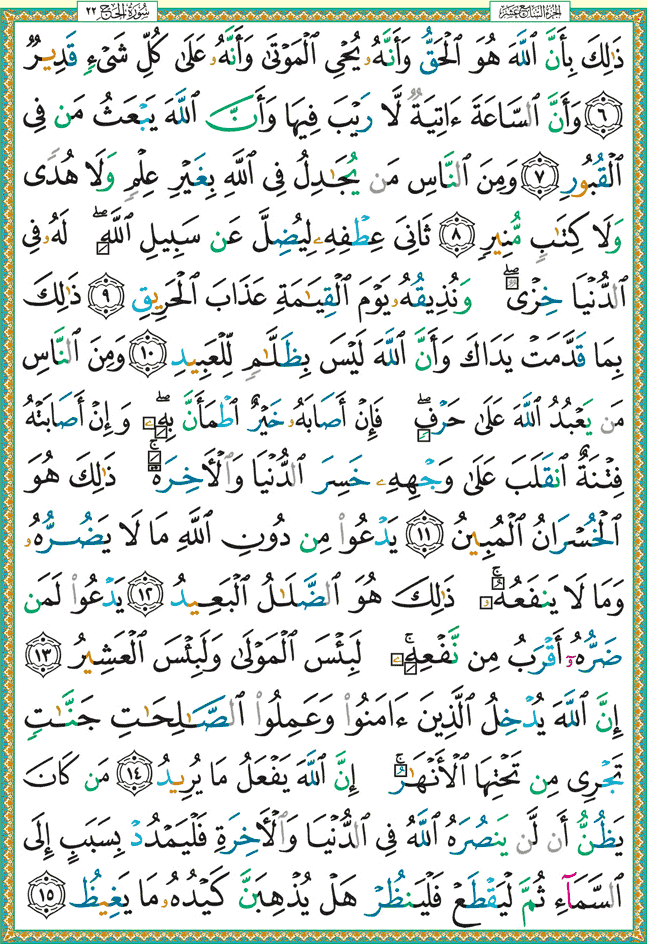 الجزء السابع عشر
سورة الحج ٢٢
ذَٰلِكَ بِأَنَّ ٱللَّهَ هُوَ ٱلْحَقُّ وَأَنَّهُۥ يُحْىِ ٱلْمَوْتَىٰ وَأَنَّهُۥ عَلَىٰ كُلِّ شَىْءٍ قَدِيرٌ
٦ وَأَنَّ ٱلسَّاعَةَ ءَاتِيَةٌ لَّا رَيْبَ فِيهَا وَأَنَّ ٱللَّهَ يَبْعَثُ مَن فِى
ٱلْقُبُورِ ٧ وَمِنَ ٱلنَّاسِ مَن يُجَٰدِلُ فِى ٱللَّهِ بِغَيْرِ عِلْمٍ وَلَا هُدًى
وَلَا كِتَٰبٍ مُّنِيرٍ ٨ ثَانِىَ عِطْفِهِۦ لِيُضِلَّ عَن سَبِيلِ ٱللَّهِ ۖ لَهُۥ فِى
ٱلدُّنْيَا خِزْىٌ ۖ وَنُذِيقُهُۥ يَوْمَ ٱلْقِيَٰمَةِ عَذَابَ ٱلْحَرِيقِ ٩ ذَٰلِكَ
بِمَا قَدَّمَتْ يَدَاكَ وَأَنَّ ٱللَّهَ لَيْسَ بِظَلَّٰمٍ لِّلْعَبِيدِ ١٠ وَمِنَ ٱلنَّاسِ
مَن يَعْبُدُ ٱللَّهَ عَلَىٰ حَرْفٍ ۖ فَإِنْ أَصَابَهُۥ خَيْرٌ ٱطْمَأَنَّ بِهِۦ ۖ وَإِنْ أَصَابَتْهُ
فِتْنَةٌ ٱنقَلَبَ عَلَىٰ وَجْهِهِۦ خَسِرَ ٱلدُّنْيَا وَٱلْأَخِرَةَ ۚ ذَٰلِكَ هُوَ
ٱلْخُسْرَانُ ٱلْمُبِينُ ١١ يَدْعُوا۟ مِن دُونِ ٱللَّهِ مَا لَا يَضُرُّهُۥ
وَمَا لَا يَنفَعُهُۥ ۚ ذَٰلِكَ هُوَ ٱلضَّلَٰلُ ٱلْبَعِيدُ ١٢ يَدْعُوا۟ لَمَن
ضَرُّهُۥٓ أَقْرَبُ مِن نَّفْعِهِۦ ۚ لَبِئْسَ ٱلْمَوْلَىٰ وَلَبِئْسَ ٱلْعَشِيرُ ١٣
إِنَّ ٱللَّهَ يُدْخِلُ ٱلَّذِينَ ءَامَنُوا۟ وَعَمِلُوا۟ ٱلصَّٰلِحَٰتِ جَنَّٰتٍ
تَجْرِى مِن تَحْتِهَا ٱلْأَنْهَٰرُ ۚ إِنَّ ٱللَّهَ يَفْعَلُ مَا يُرِيدُ ١٤ مَن كَانَ
يَظُنُّ أَن لَّن يَنصُرَهُ ٱللَّهُ فِى ٱلدُّنْيَا وَٱلْأَخِرَةِ فَلْيَمْدُدْ بِسَبَبٍ إِلَى
ٱلسَّمَآءِ ثُمَّ لْيَقْطَعْ فَلْيَنظُرْ هَلْ يُذْهِبَنَّ كَيْدُهُۥ مَا يَغِيظُ ١٥